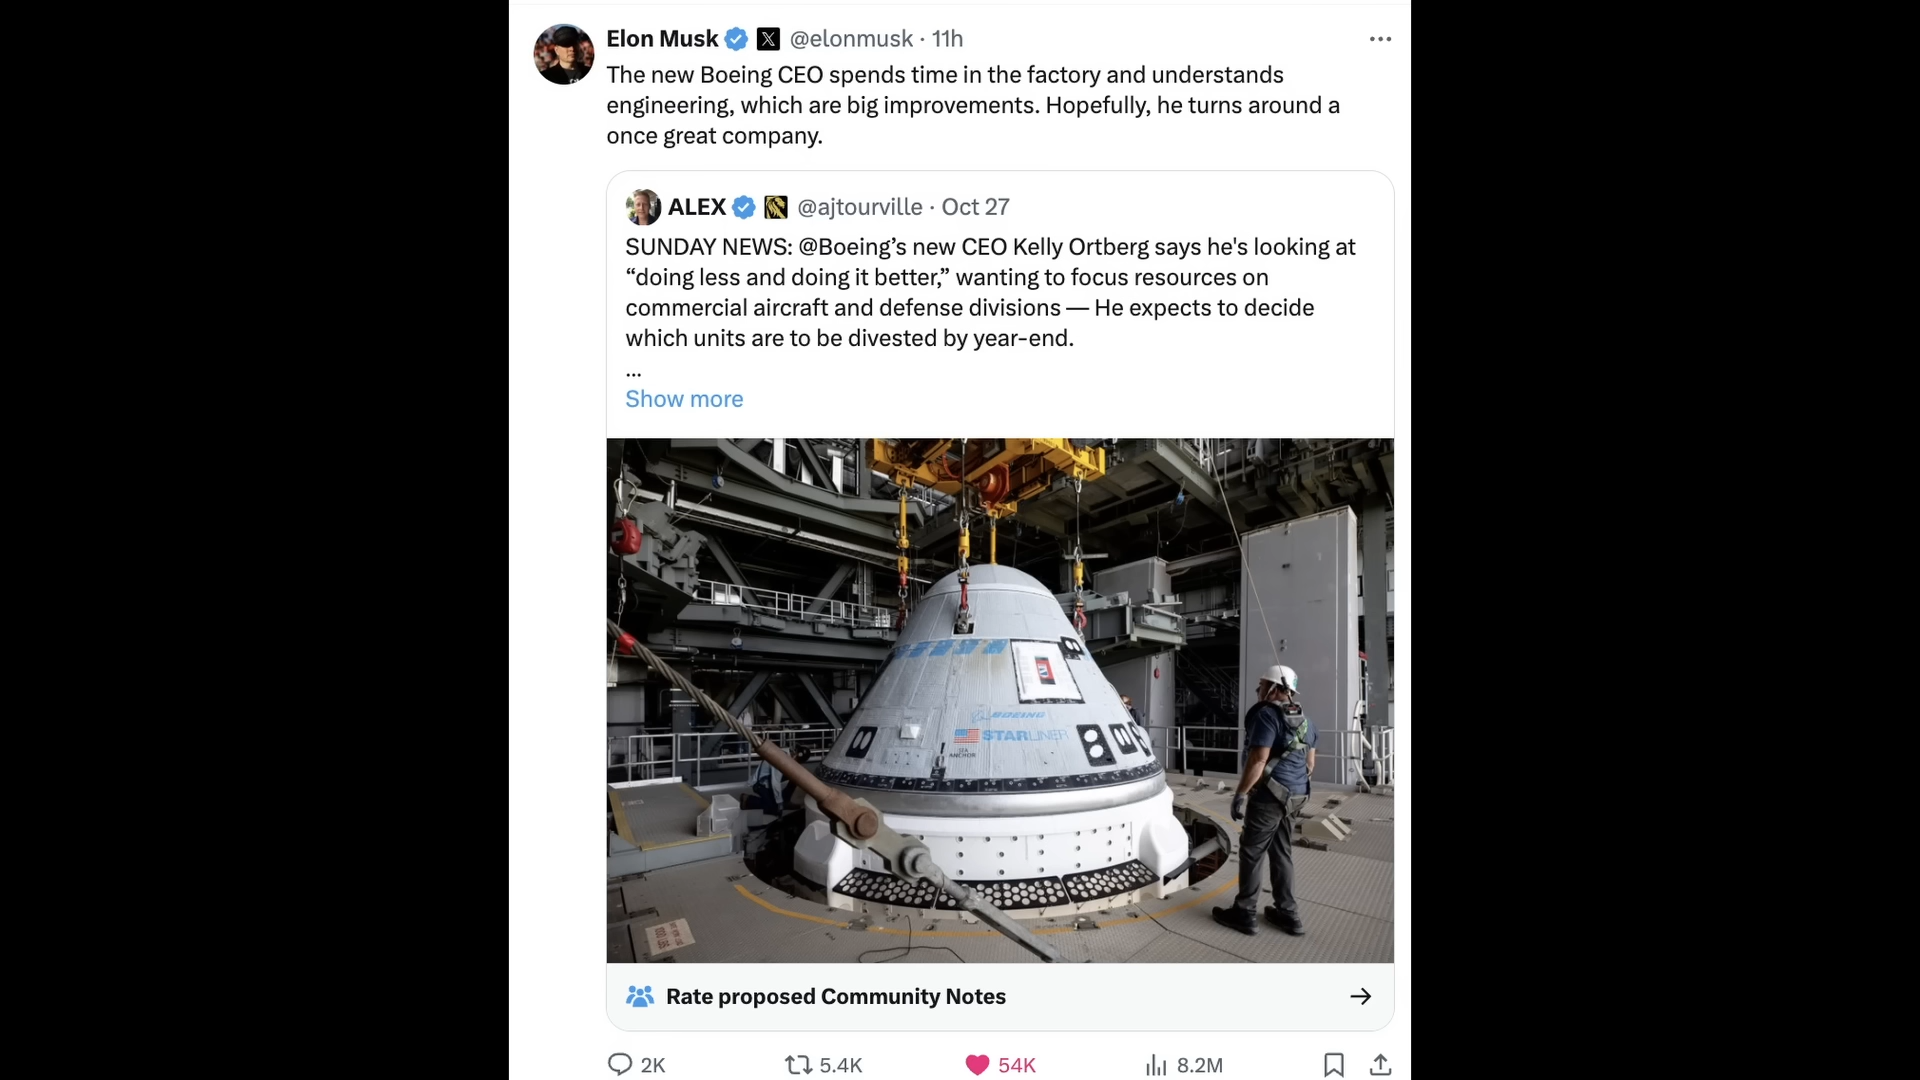 Elon Musk @elonmusk · 11h
The new Boeing CEO spends time in the factory and understands
engineering, which are big improvements. Hopefully, he turns around a
once great company.
ALEX @ajtourville · Oct 27
SUNDAY NEWS: @Boeing’s new CEO Kelly Ortberg says he's looking at
“doing less and doing it better,” wanting to focus resources on
commercial aircraft and defense divisions — He expects to decide
which units are to be divested by year-end.
...
Show more
BOEING
STARLINER
SEA
ANCHOR
Rate proposed Community Notes
2K 5.4K 54K 8.2M